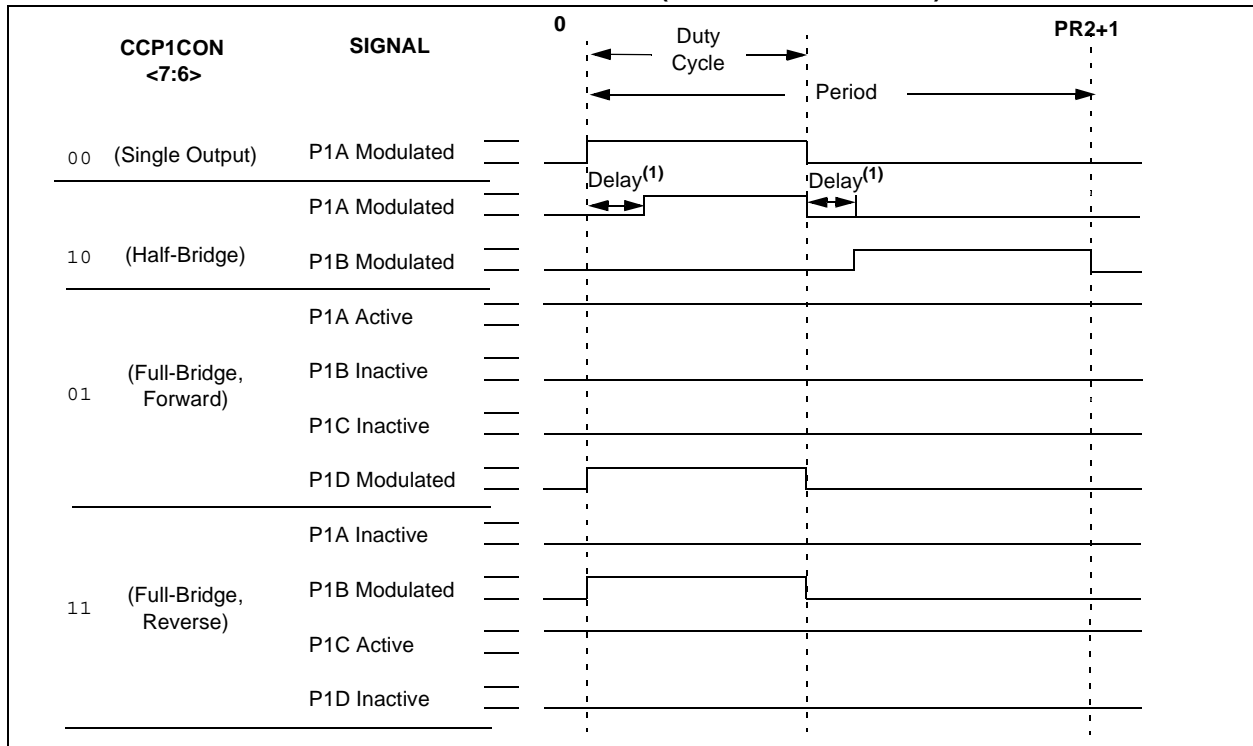 0
PR2+1
CCP1CON
<7:6>
SIGNAL
Duty
Cycle
Period
00 (Single Output) P1A Modulated
Delay(1) Delay(1)
P1A Modulated
10 (Half-Bridge) P1B Modulated
P1A Active
01 (Full-Bridge,
Forward)
P1B Inactive
P1C Inactive
P1D Modulated
P1A Inactive
11 (Full-Bridge,
Reverse)
P1B Modulated
P1C Active
P1D Inactive